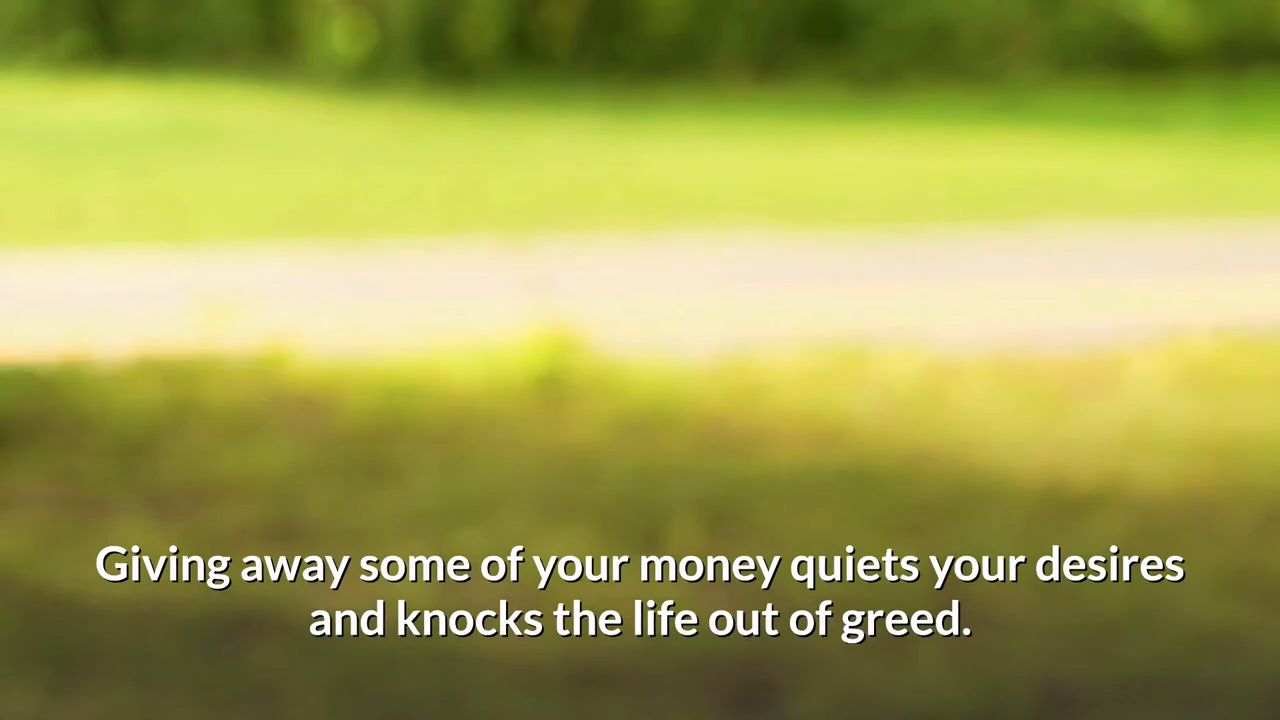 Giving away some of your money quiets your desires
and knocks the life out of greed.